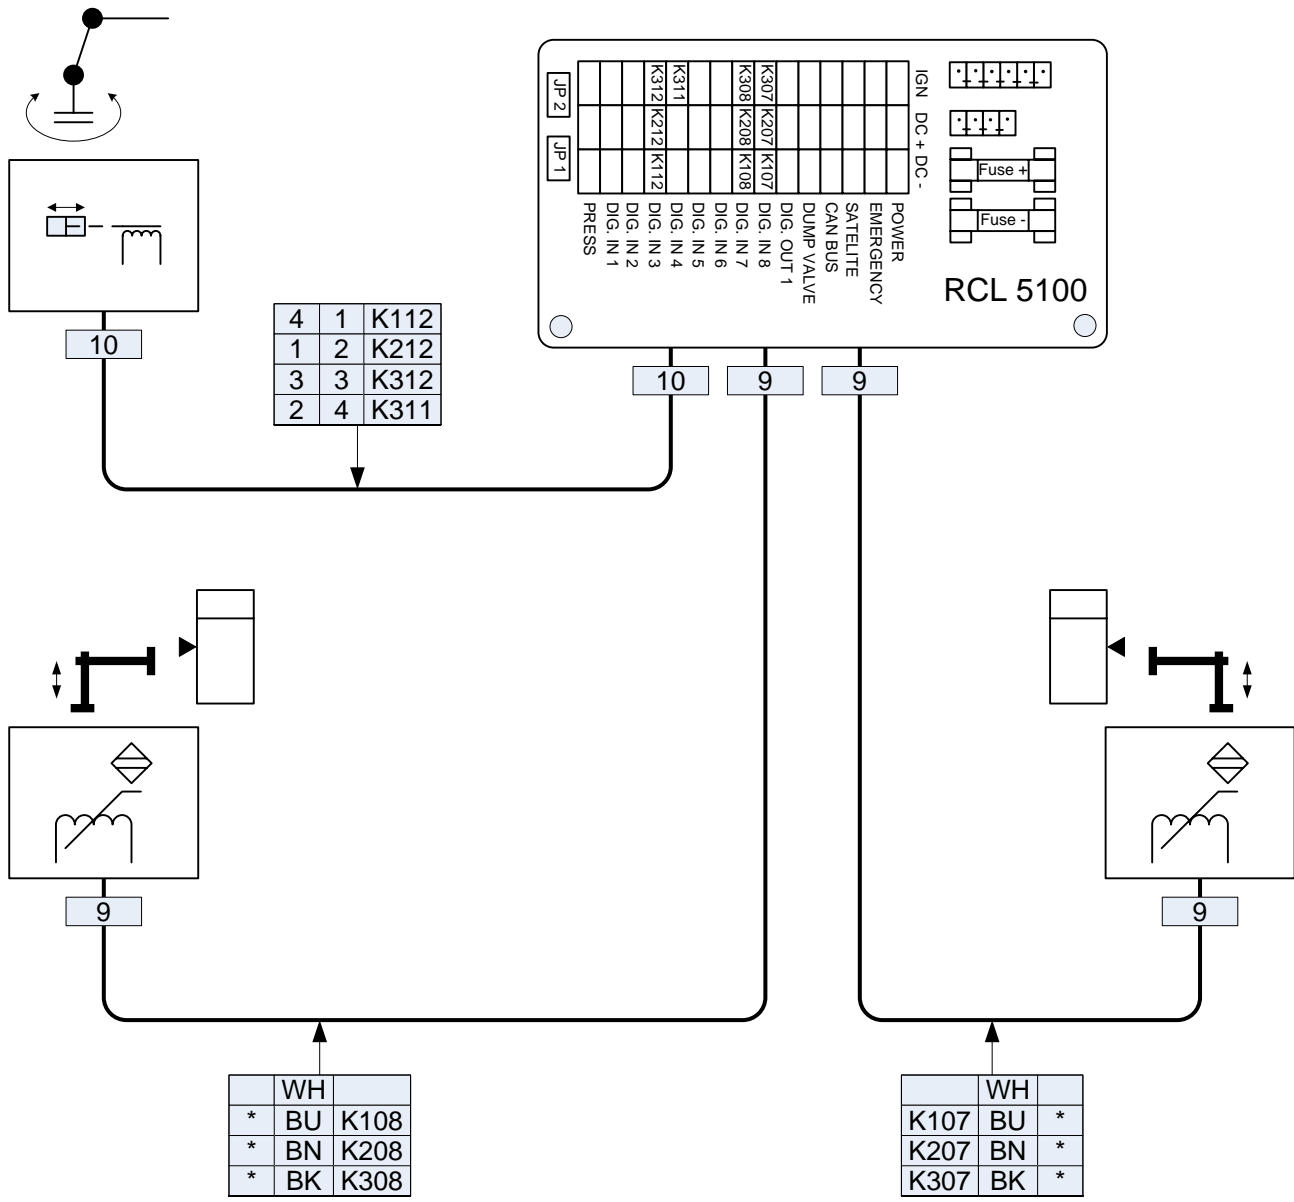 JP 2
JP 1
K312 K311 K308 K307
K212 K208 K207
K112 K108 K107
IGN
DC +
DC -
PRESS
DIG. IN 1
DIG. IN 2
DIG. IN 3
DIG. IN 4
DIG. IN 5
DIG. IN 6
DIG. IN 7
DIG. IN 8
DIG. OUT 1
DUMP VALVE
CAN BUS
SATELITE
EMERGENCY
POWER
Fuse +
Fuse -
RCL 5100
10
4 1 K112
1 2 K212
3 3 K312
2 4 K311
10
9
9
9
9
WH
* BU K108
* BN K208
* BK K308
WH
K107 BU *
K207 BN *
K307 BK *